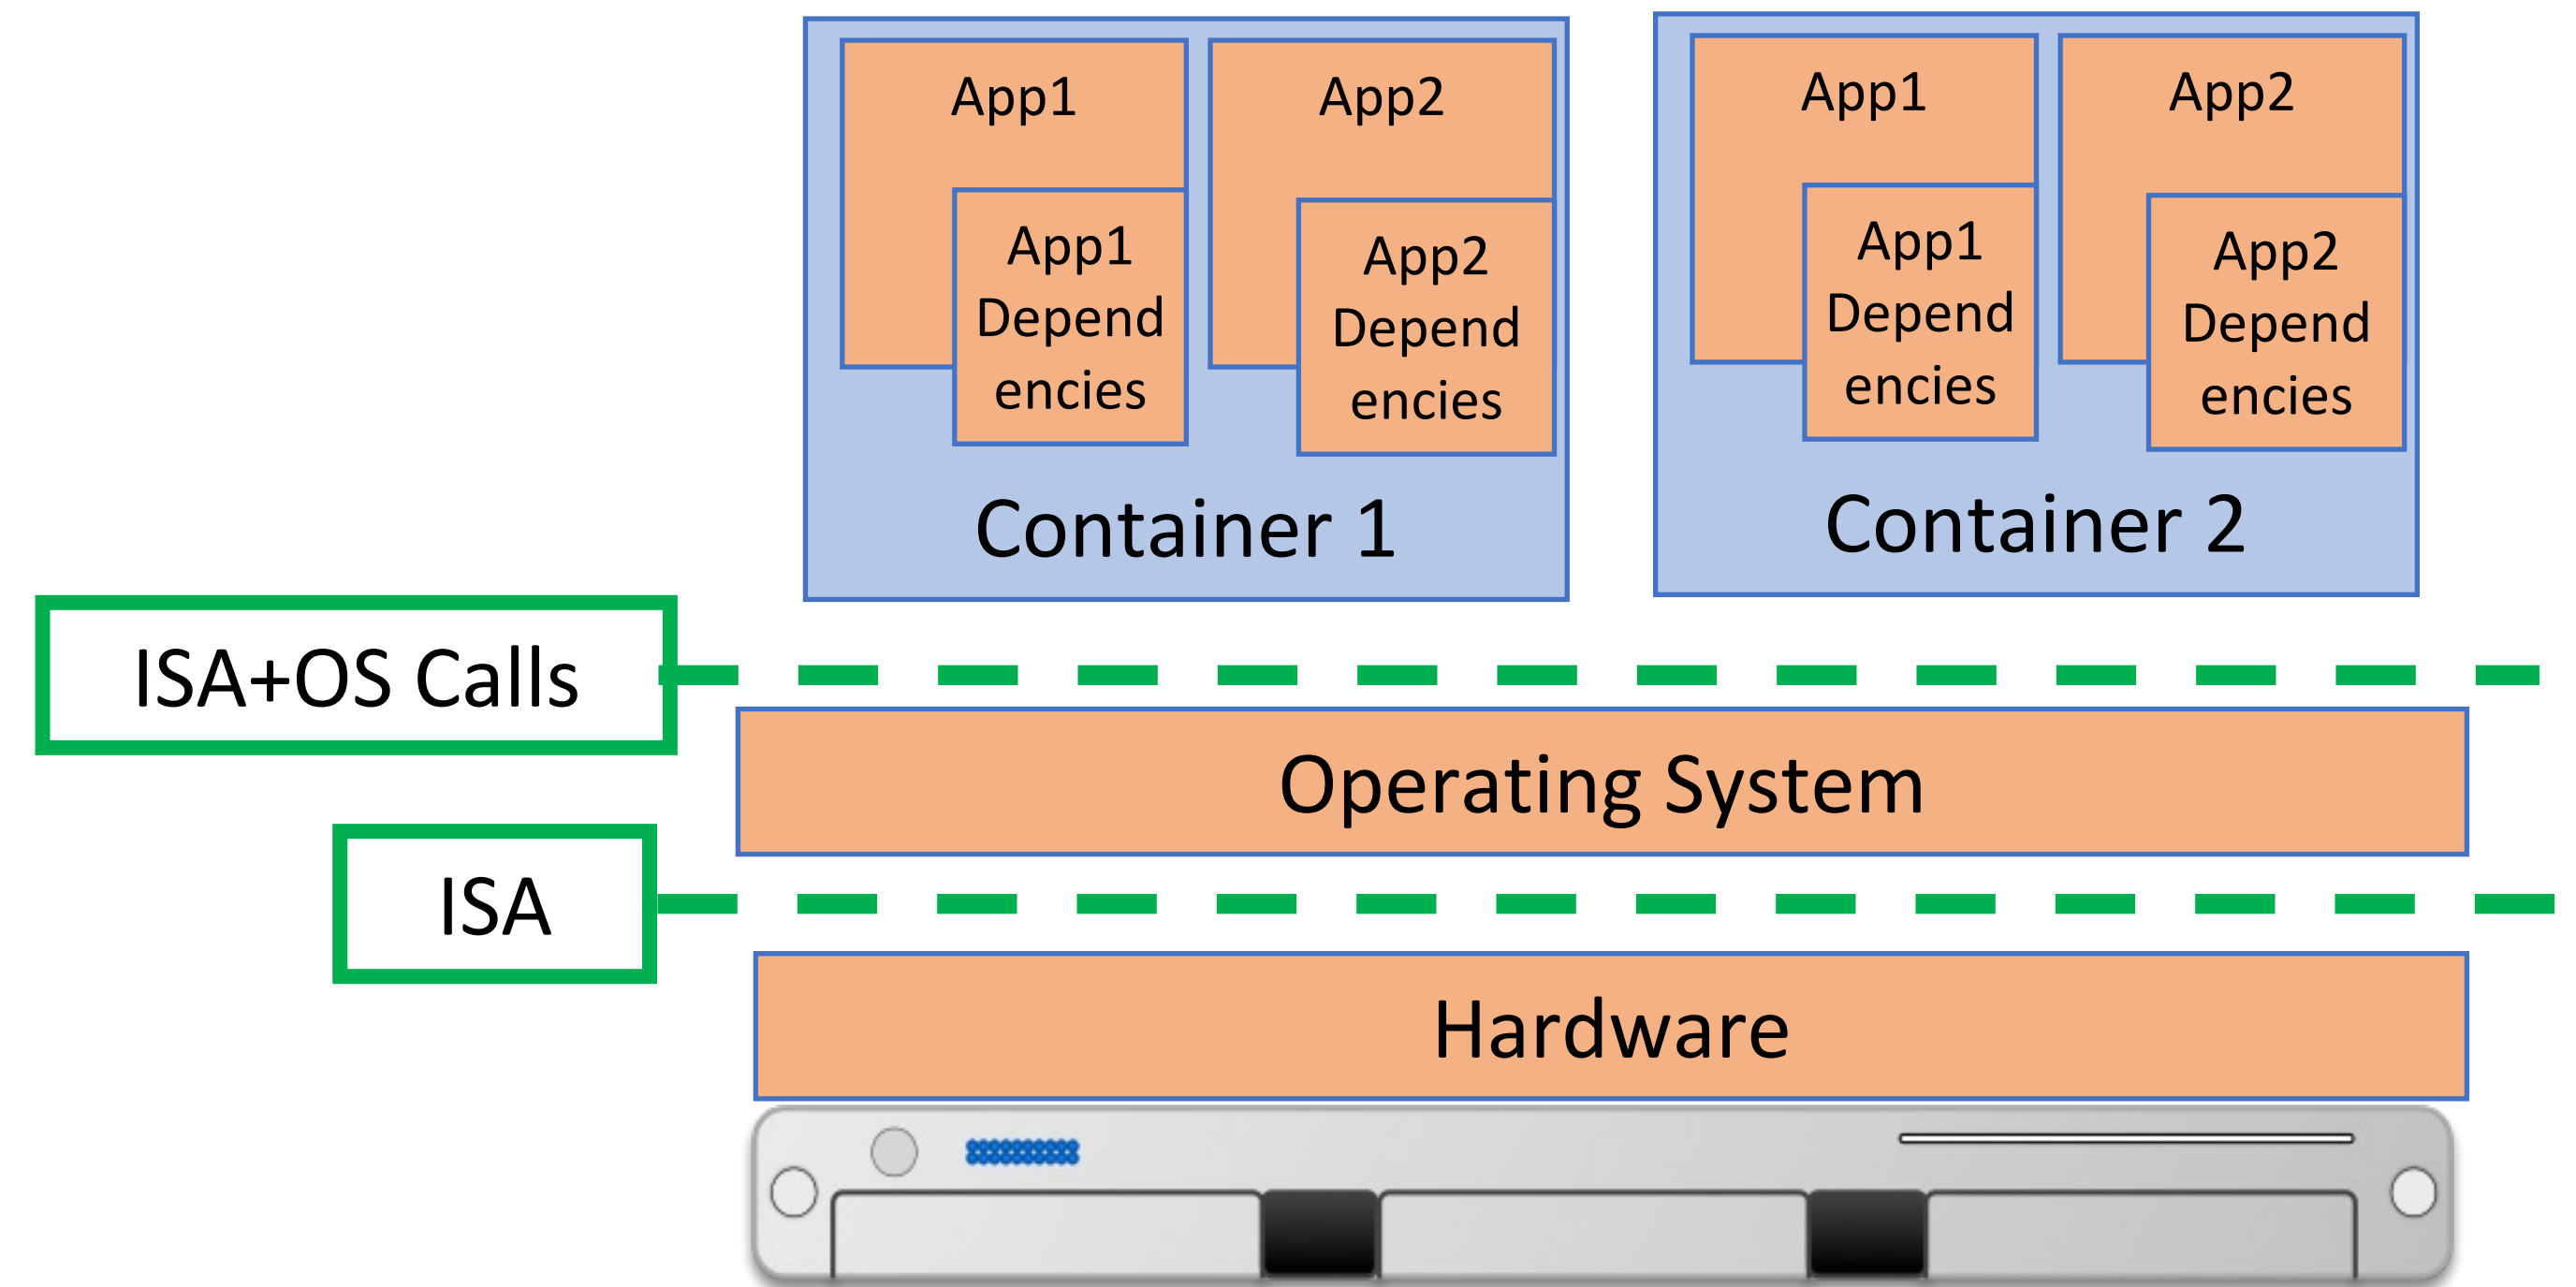 App1
App2
App1
Depend
encies
App2
Depend
encies
Container 1
App1
App2
App1
Depend
encies
App2
Depend
encies
Container 2
ISA+OS Calls
Operating System
ISA
Hardware